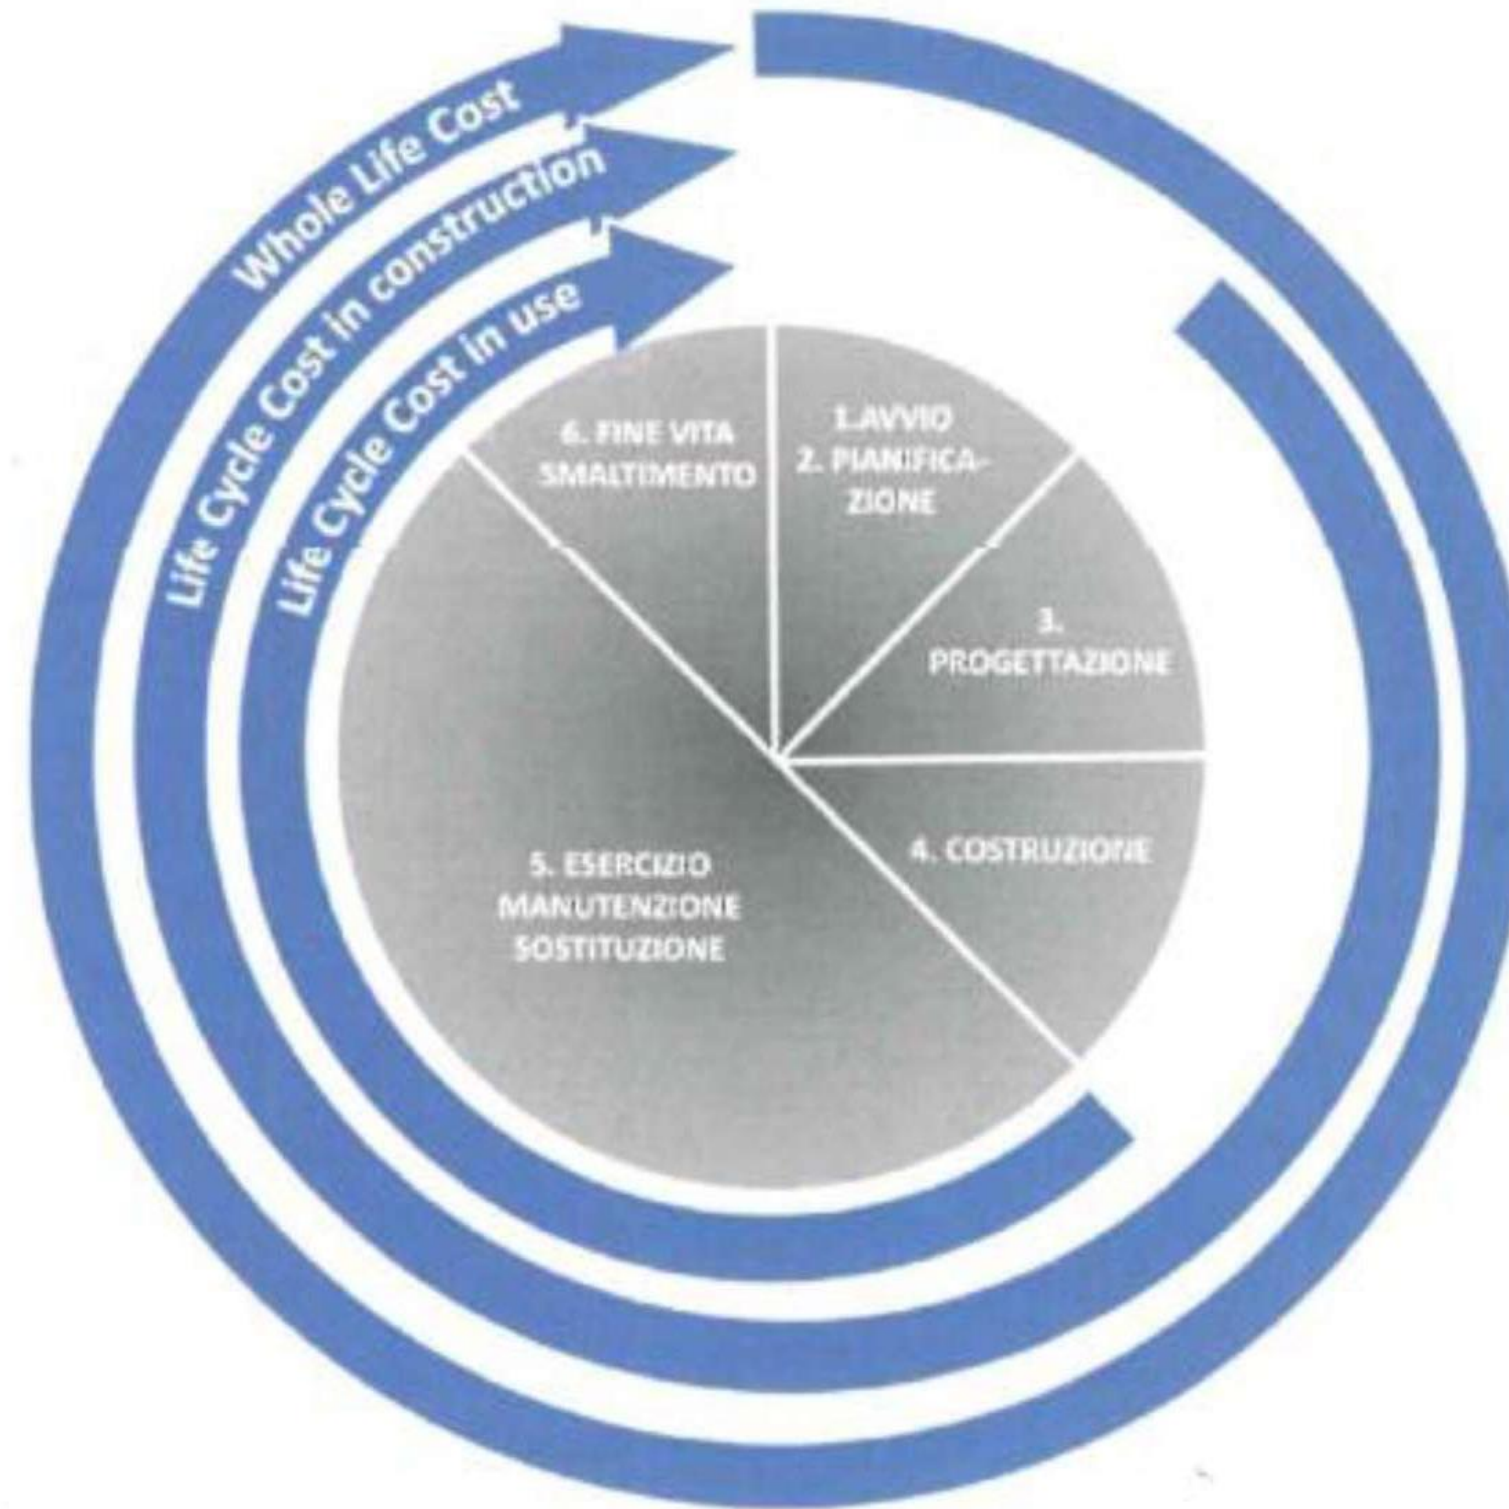 Whole Life Cost
Life Cycle Cost in construction
Life Cycle Cost in use
6. FINE VITA
SMALTIMENTO
1.AVVIO
2. PIANIFICA-
ZIONE
3.
PROGETTAZIONE
4. COSTRUZIONE
5. ESERCIZIO
MANUTENZIONE
SOSTITUZIONE